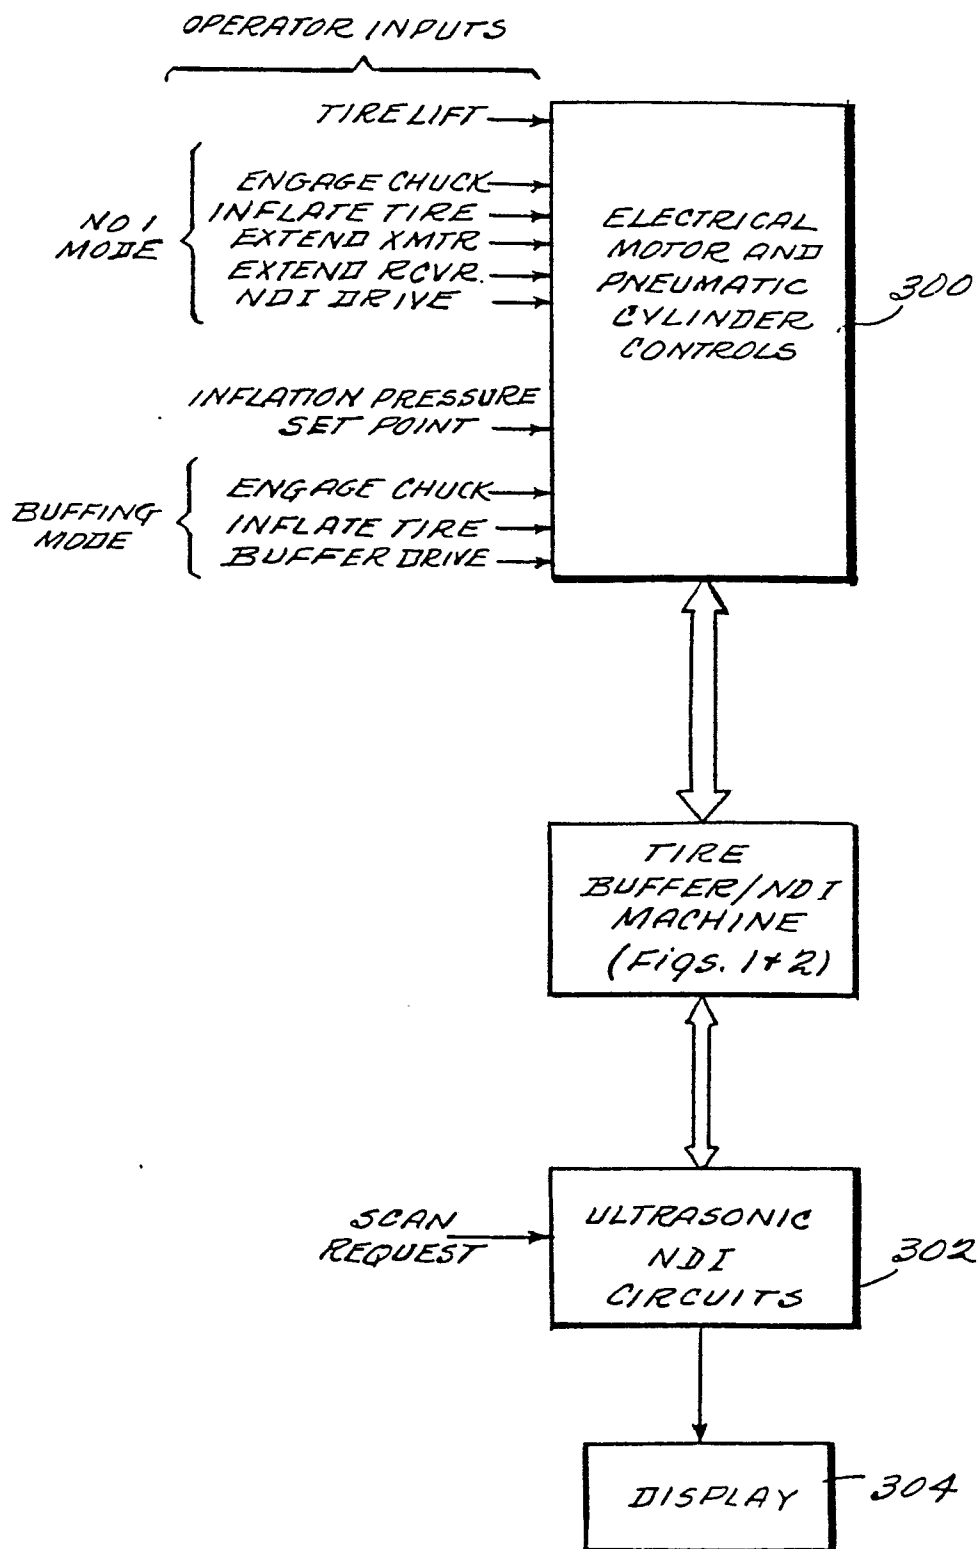 OPERATOR INPUTS
TIRE LIFT
NO I
MODE
ENGAGE CHUCK
INFLATE TIRE
EXTEND XMTR
EXTEND RCVR.
NDI DRIVE
INFLATION PRESSURE
SET POINT
BUFFING
MODE
ENGAGE CHUCK
INFLATE TIRE
BUFFER DRIVE
ELECTRICAL
MOTOR AND
PNEUMATIC
CYLINDER
CONTROLS
300
TIRE
BUFFER/NDI
MACHINE
(Figs. 1+2)
SCAN
REQUEST
ULTRASONIC
NDI
CIRCUITS
302
DISPLAY
304